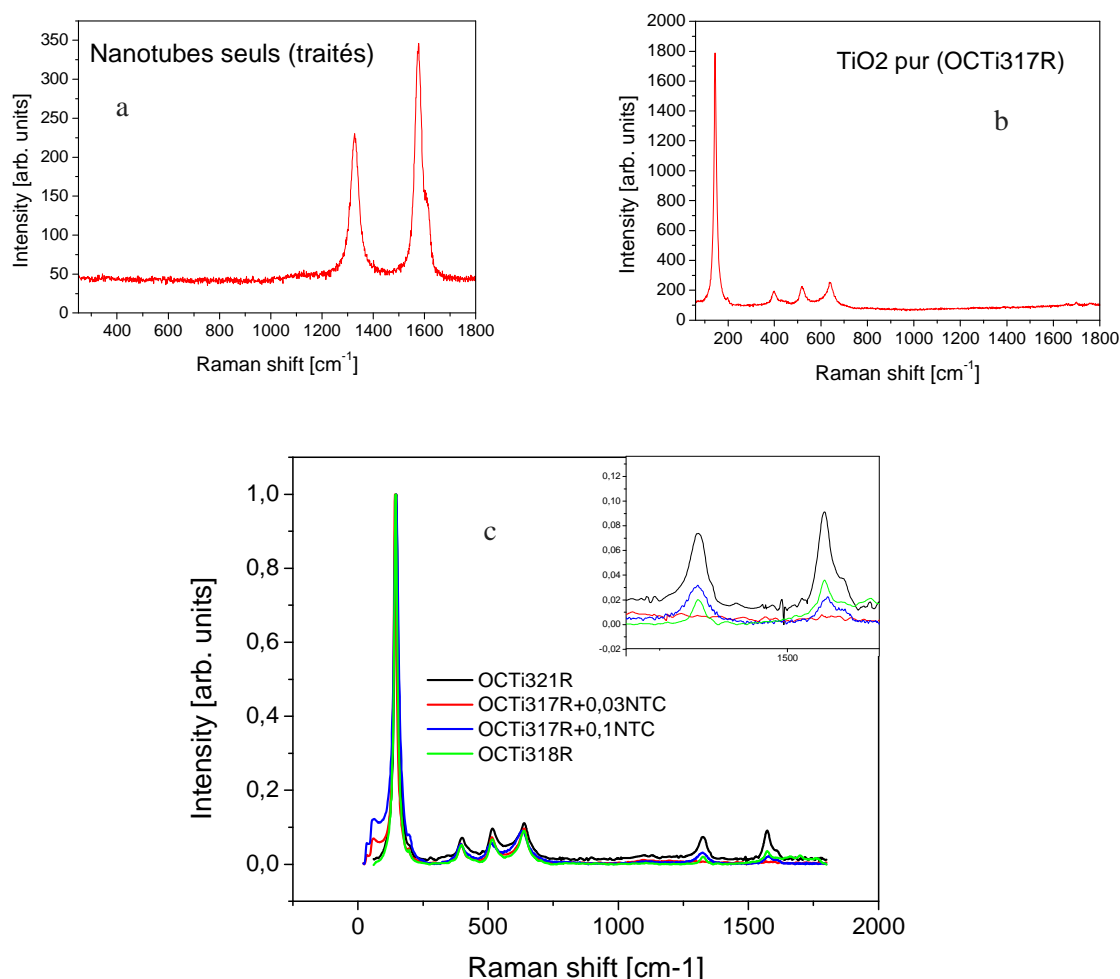 Nanotubes seuls (traités)
a
350
300
250
200
150
100
50
0
Intensity [arb. units]
400 600 800 1000 1200 1400 1600 1800
Raman shift [cm-1]
TiO2 pur (OCTi317R)
b
2000
1800
1600
1400
1200
1000
800
600
400
200
0
Intensity [arb. units]
200 400 600 800 1000 1200 1400 1600 1800
Raman shift [cm-1]
c
1,0
0,8
0,6
0,4
0,2
0,0
Intensity [arb. units]
0,12
0,10
0,08
0,06
0,04
0,02
0,00
-0,02
1500
OCTi321R
OCTi317R+0,03NTC
OCTi317R+0,1NTC
OCTi318R
0 500 1000 1500 2000
Raman shift [cm-1]